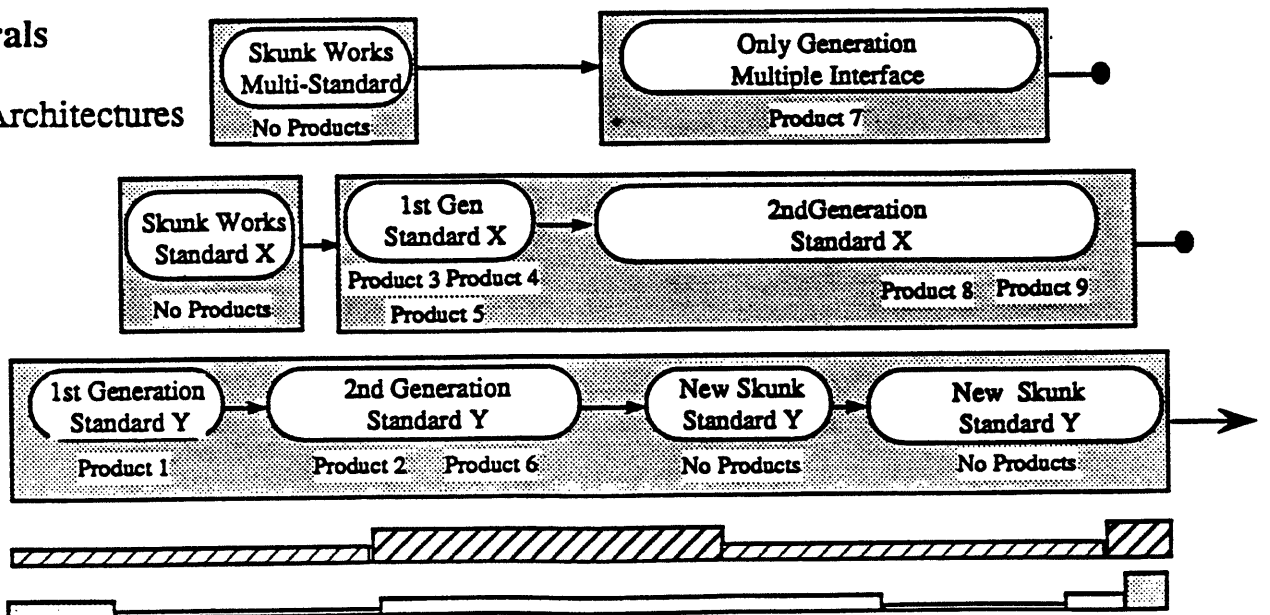 Skunk Works
Multi-Standard
No Products
Only Generation
Multiple Interface
Product 7
Architectures
Skunk Works
Standard X
No Products
1st Gen
Standard X
Product 3 Product 4
Product 5
2ndGeneration
Standard X
Product 8 Product 9
1st Generation
Standard Y
Product 1
2nd Generation
Standard Y
Product 2 Product 6
New Skunk
Standard Y
No Products
New Skunk
Standard Y
No Products